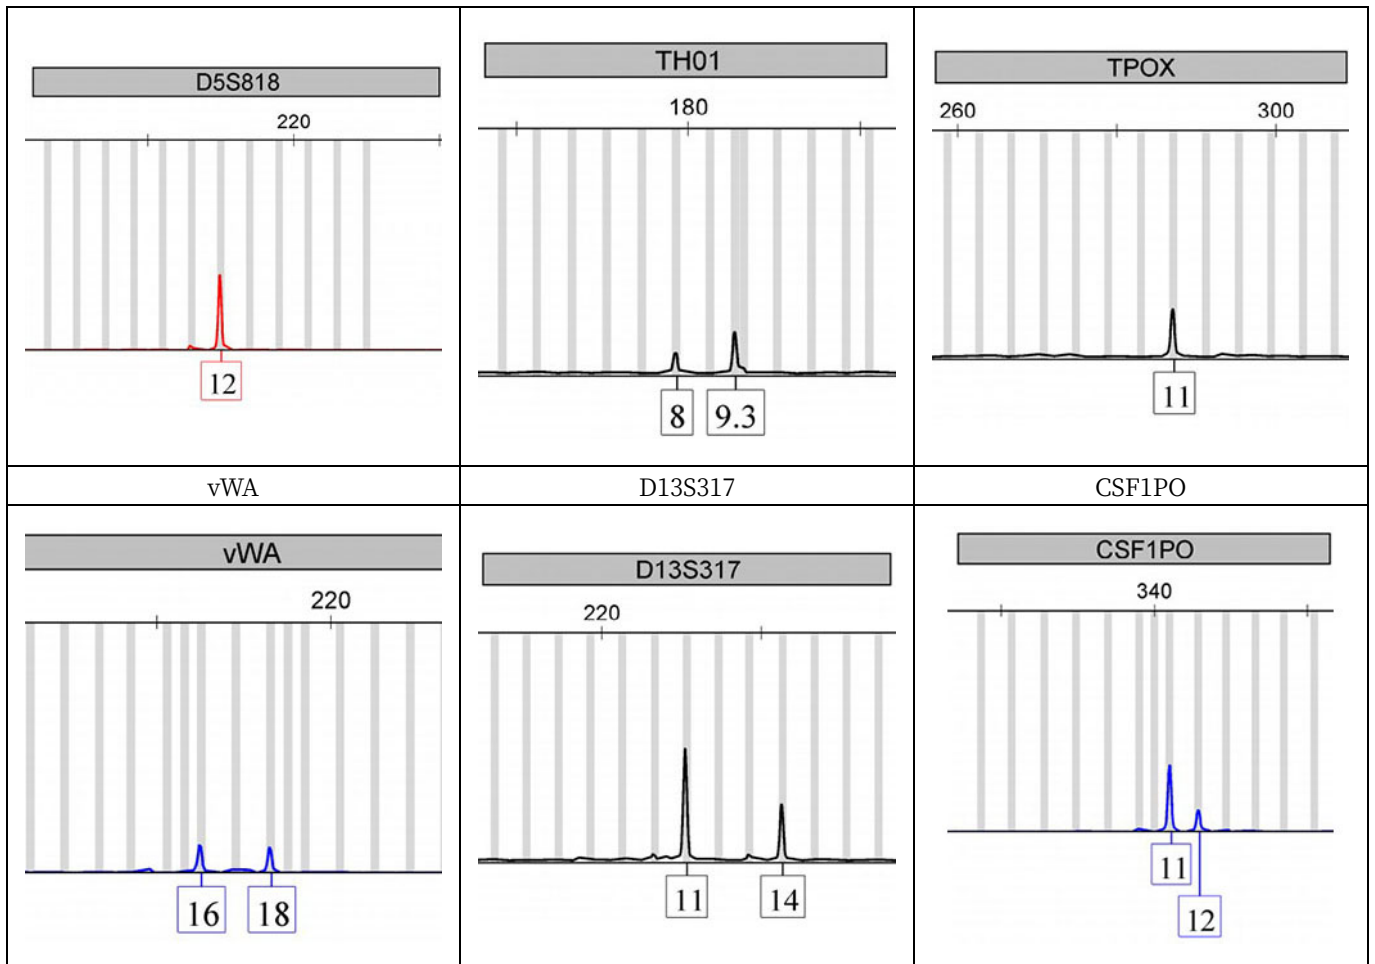 D5S818
220
12
TH01
180
8 9.3
TPOX
260 300
11
vWA D13S317 CSF1PO
vWA
220
16 18
D13S317
220
11 14
CSF1PO
340
11
12